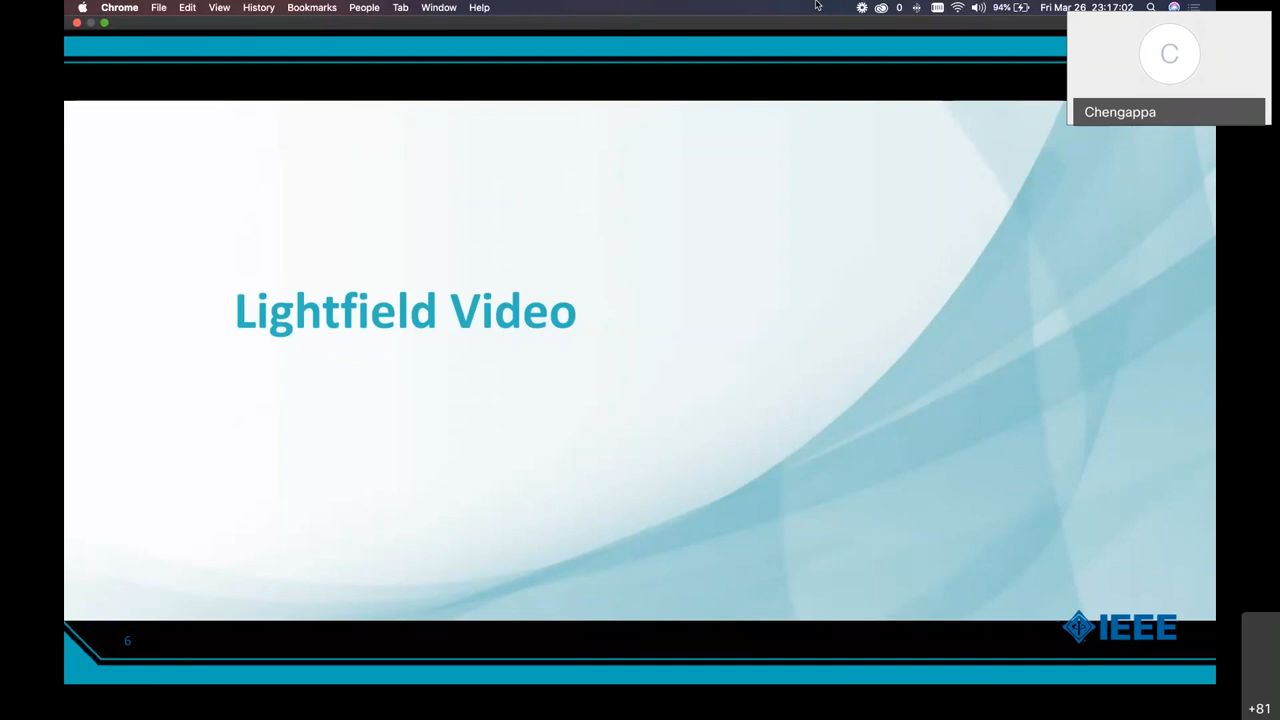 Chrome File Edit View History Bookmarks People Tab Window Help 0 94% Fri Mar 26 23:17:02
C
Chengappa
Lightfield Video
6
IEEE
+81